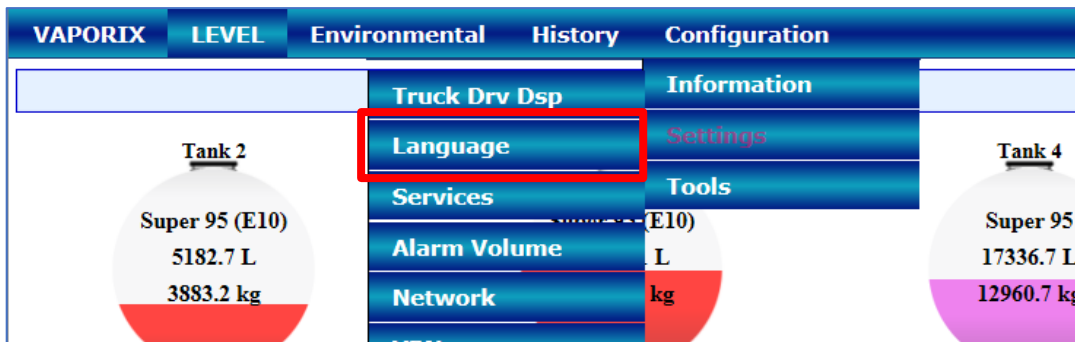 VAPORIX LEVEL Environmental History Configuration
Information
Truck Drv Dsp
Settings
Language
Tools
Services
Alarm Volume
Network
Tank 2
Super 95 (E10)
5182.7 L
3883.2 kg
(E10)
L
kg
Tank 4
Super 95
17336.7 L
12960.7 kg